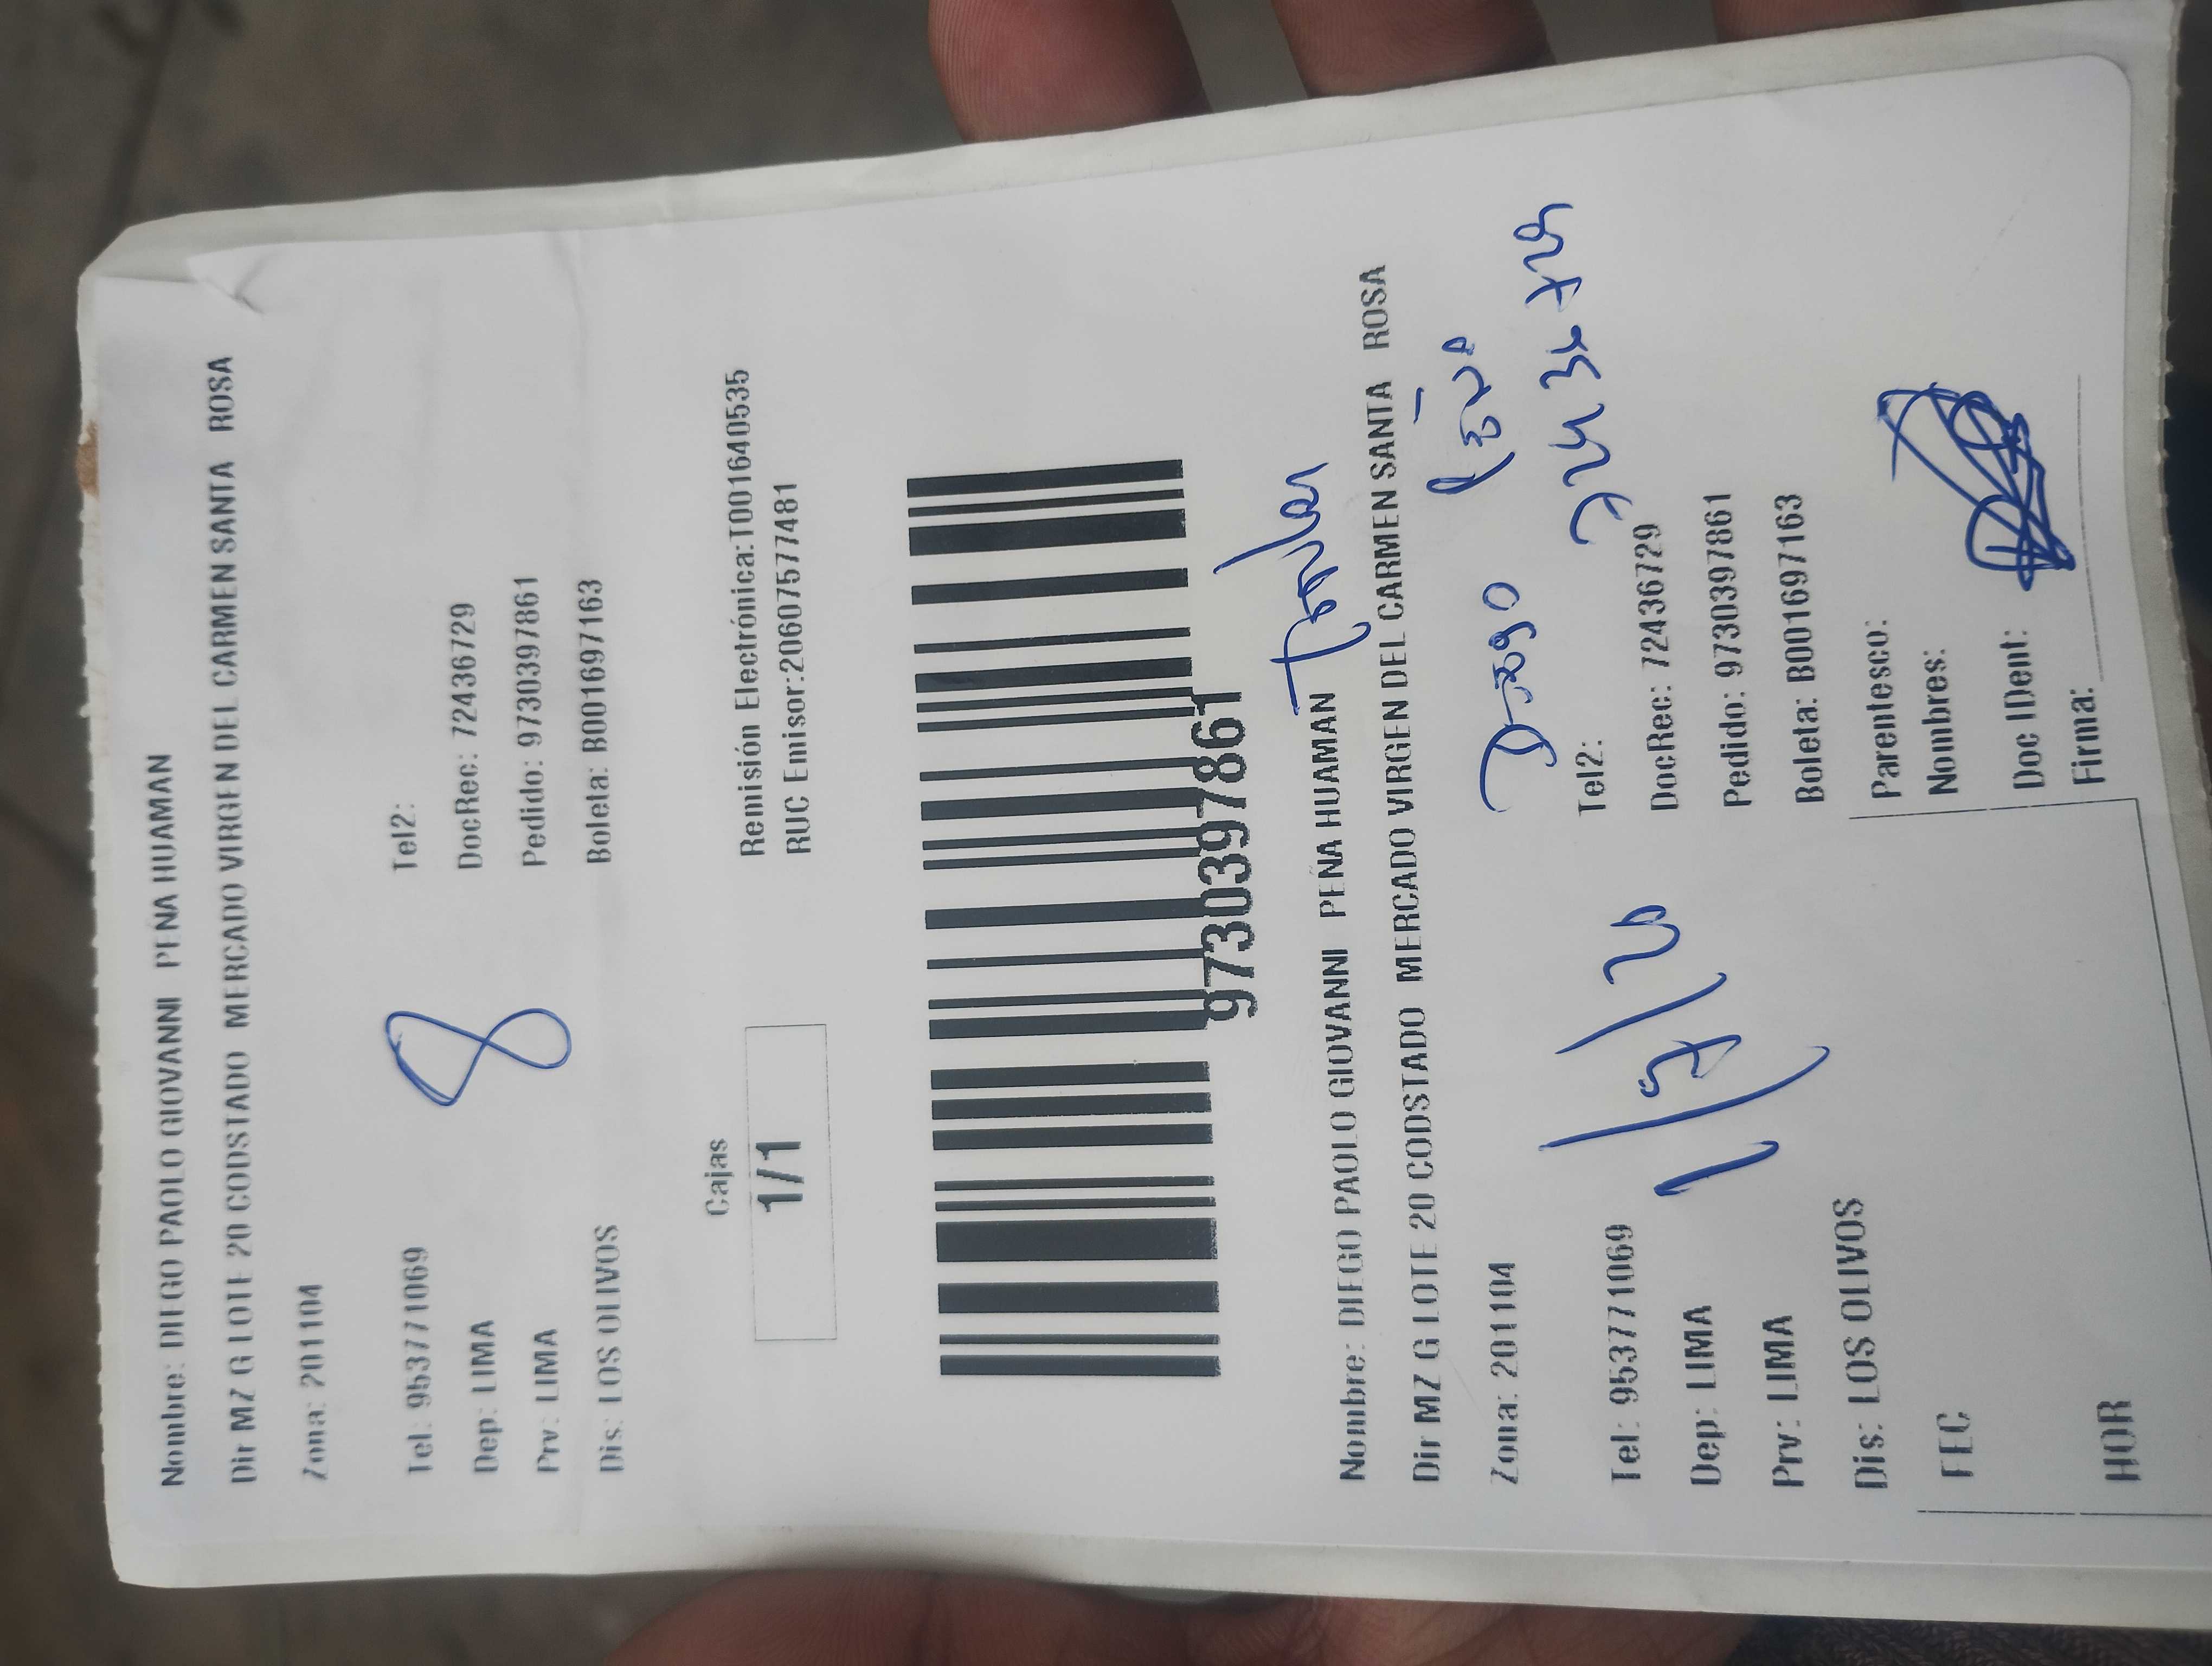 Nombre: DIEGO PAOLO GIOVANNI PEÑA HUAMAN
Dir MZ G LOTE 20 CODSTADO MERCADO VIRGEN DEL CARMEN SANTA ROSA
Zona: 201104
Tel: 953771069 Tel2:
Dep: LIMA DocRec: 72436729
Prv: LIMA Pedido: 9730397861
Dis: LOS OLIVOS Boleta: B001697163
8
Cajas
1/1
Remisión Electrónica:T001640535
RUC Emisor:20607577481
9730397861
Nombre: DIEGO PAOLO GIOVANNI PEÑA HUAMAN
Dir MZ G LOTE 20 CODSTADO MERCADO VIRGEN DEL CARMEN SANTA ROSA
Diego Peña
Zona: 201104
72436729
Tel: 953771069 Tel2:
Dep: LIMA DocRec: 72436729
Prv: LIMA Pedido: 9730397861
Dis: LOS OLIVOS Boleta: B001697163
FEC
HOR
Parentesco:
Nombres:
Doc IDent:
Firma: